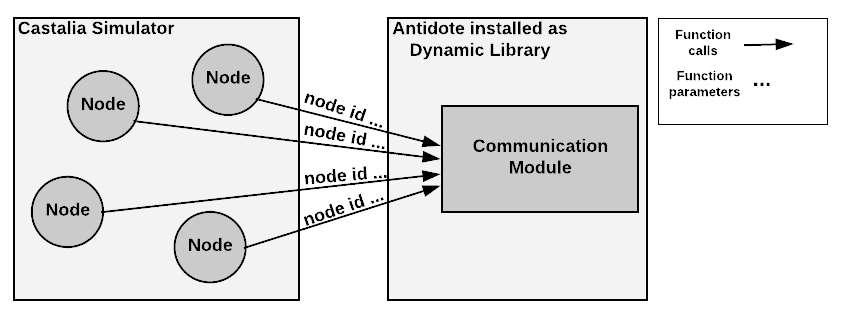 Castalia Simulator
Node
Node
Node
Node
node id ...
node id ...
node id ...
node id ...
Antidote installed as
Dynamic Library
Communication
Module
Function
calls
Function
parameters ...